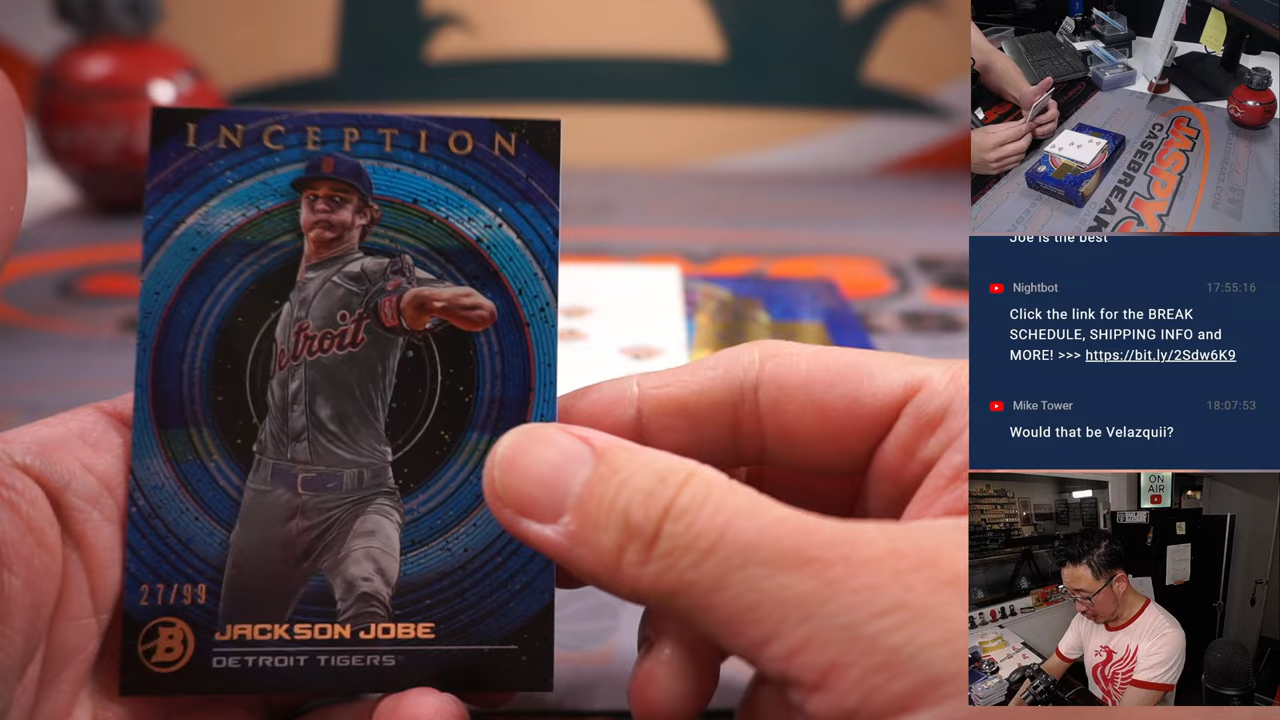 INCEPTION
Detroit
27/99
B
JACKSON JOBE
DETROIT TIGERS
JASPY'S
CASEBREAK
Joe is the best
Nightbot 17:55:16
Click the link for the BREAK
SCHEDULE, SHIPPING INFO and
MORE! >>> https://bit.ly/2Sdw6K9
Mike Tower 18:07:53
Would that be Velazquii?
ON
AIR